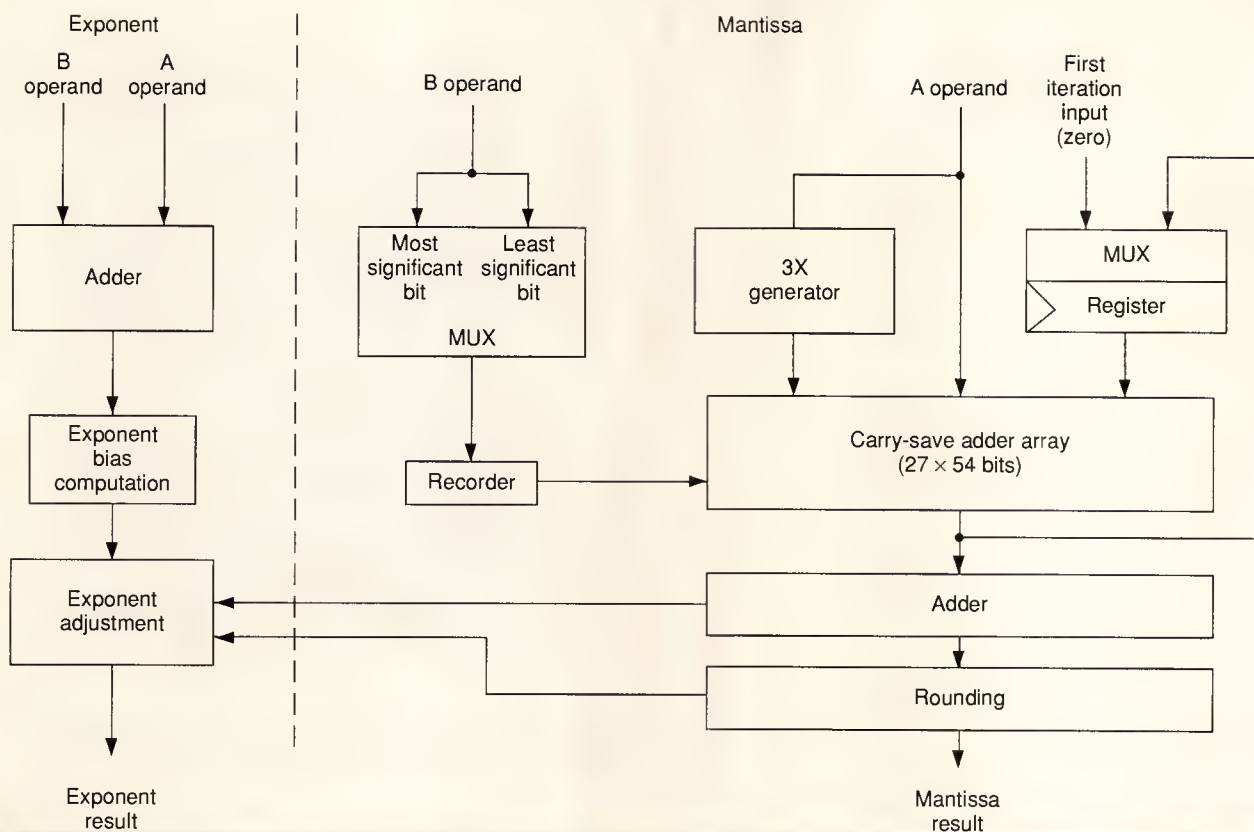 Exponent
Mantissa
B
operand
A
operand
B operand
A operand
First
iteration
input
(zero)
Adder
Most
significant
bit
Least
significant
bit
MUX
3X
generator
MUX
Register
Exponent
bias
computation
Recorder
Carry-save adder array
(27 × 54 bits)
Exponent
adjustment
Adder
Rounding
Exponent
result
Mantissa
result